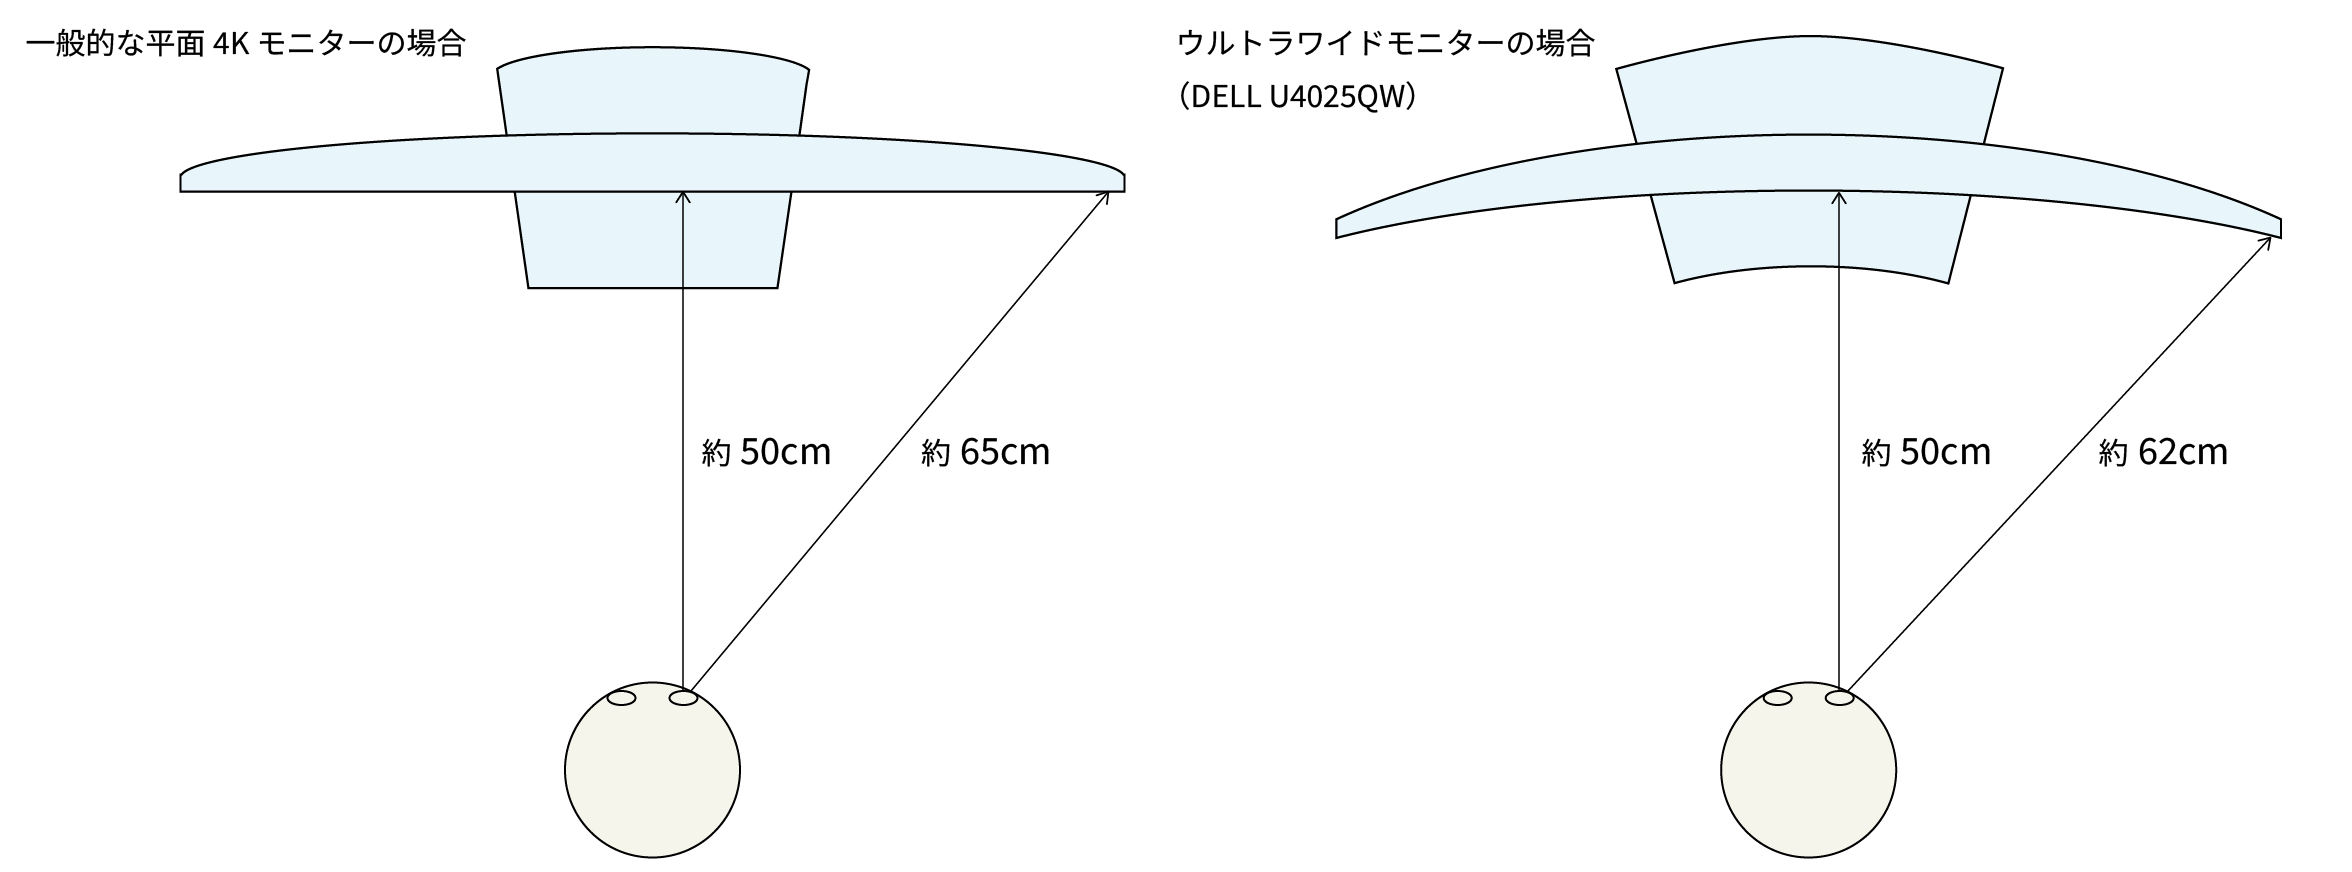 一般的な平面 4K モニターの場合
約 50cm
約 65cm
ウルトラワイドモニターの場合
（DELL U4025QW）
約 50cm
約 62cm